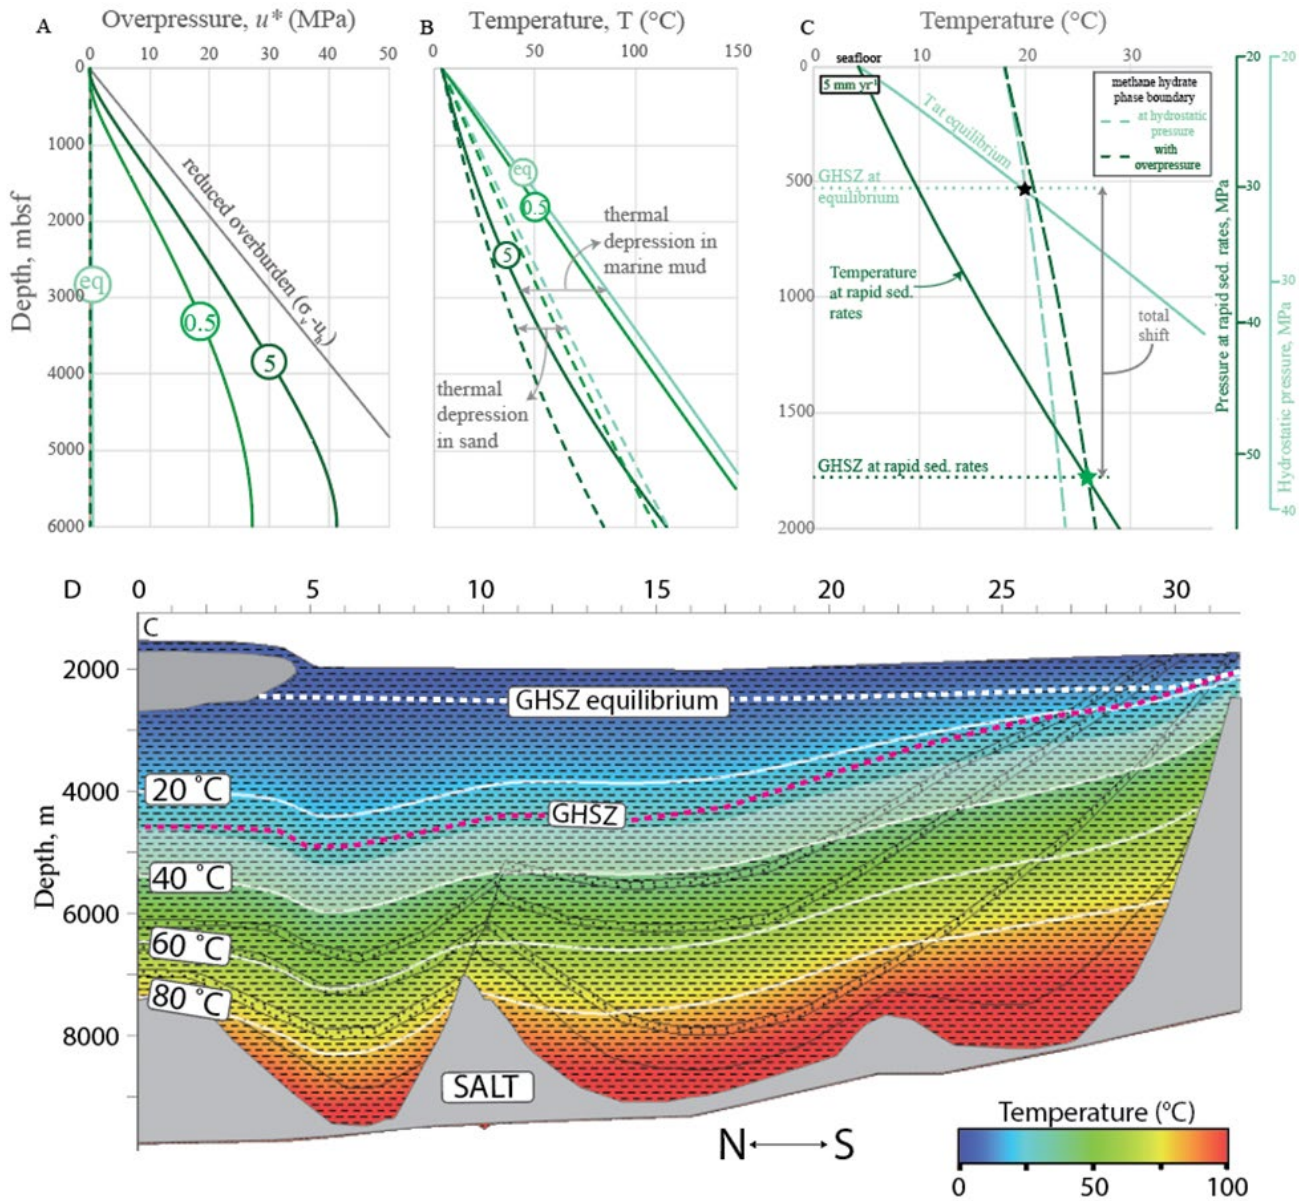 A
Overpressure, u* (MPa)
0 10 20 30 40 50
0
1000
2000
3000
4000
5000
6000
Depth, mbsf
reduced overburden (σv-uh)
eq
0.5
5
B
Temperature, T (°C)
0 50 100 150
eq
0.5
5
thermal
depression in
marine mud
thermal
depression
in sand
C
Temperature (°C)
0 10 20 30
0
500
1000
1500
2000
seafloor
5 mm yr¹
T at equilibrium
methane hydrate
phase boundary
at hydrostatic
pressure
with
overpressure
GHSZ at
equilibrium
Temperature
at rapid sed.
rates
total
shift
GHSZ at rapid sed. rates
20
30
40
50
Pressure at rapid sed. rates, MPa
20
30
40
Hydrostatic pressure, MPa
D
0 5 10 15 20 25 30
C
2000
4000
6000
8000
Depth, m
GHSZ equilibrium
20 °C
GHSZ
40 °C
60 °C
80 °C
SALT
N S
Temperature (°C)
0 50 100